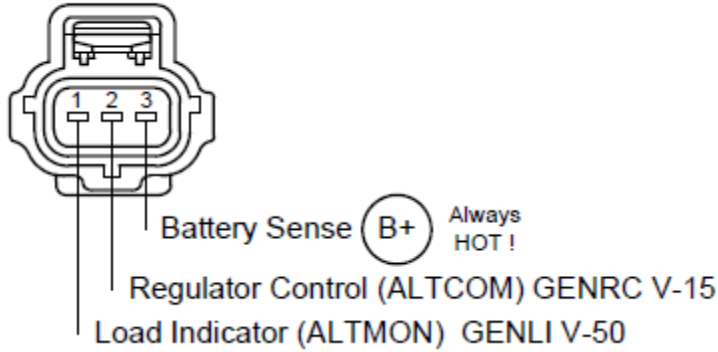 1 2 3
Battery Sense B+ Always
HOT !
Regulator Control (ALTCOM) GENRC V-15
Load Indicator (ALTMON) GENLI V-50